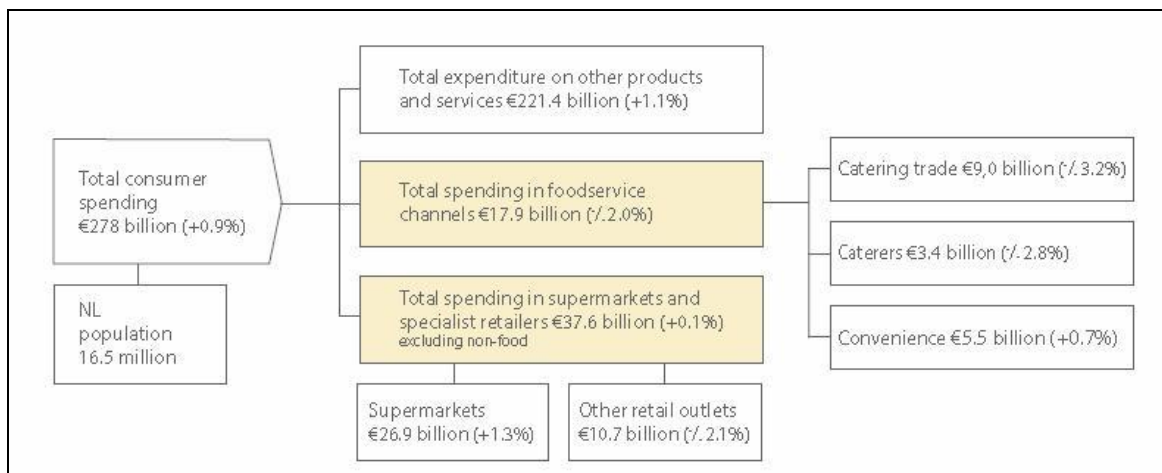 Total expenditure on other products
and services €221.4 billion (+1.1%)
Total consumer
spending
€278 billion (+0.9%)
Total spending in foodservice
channels €17.9 billion (⁻/.2.0%)
Catering trade €9,0 billion (⁻/.3.2%)
Caterers €3.4 billion (⁻/.2.8%)
Convenience €5.5 billion (+0.7%)
NL
population
16.5 million
Total spending in supermarkets and
specialist retailers €37.6 billion (+0.1%)
excluding non-food
Supermarkets
€26.9 billion (+1.3%)
Other retail outlets
€10.7 billion (⁻/.2.1%)